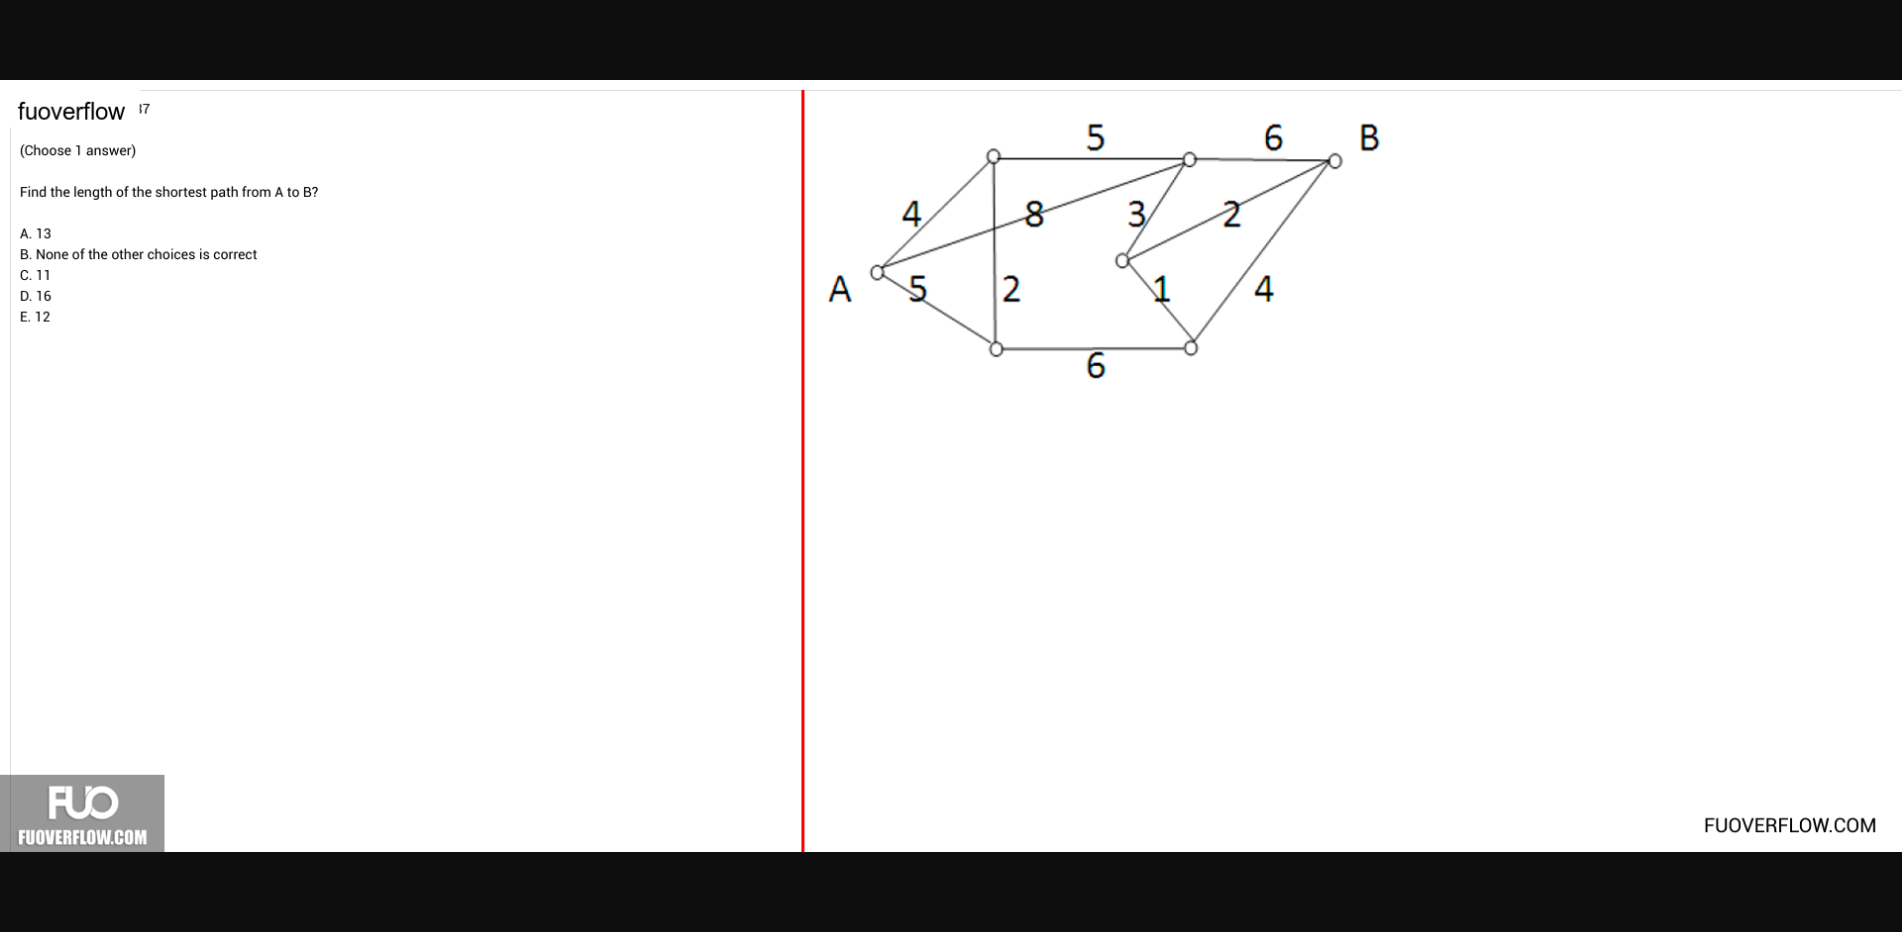 fuoverflow 37
(Choose 1 answer)
Find the length of the shortest path from A to B?
A. 13
B. None of the other choices is correct
C. 11
D. 16
E. 12
5 6 B
4 8 3 2
A 5 2 1 4
6
FUO
FUOVERFLOW.COM
FUOVERFLOW.COM